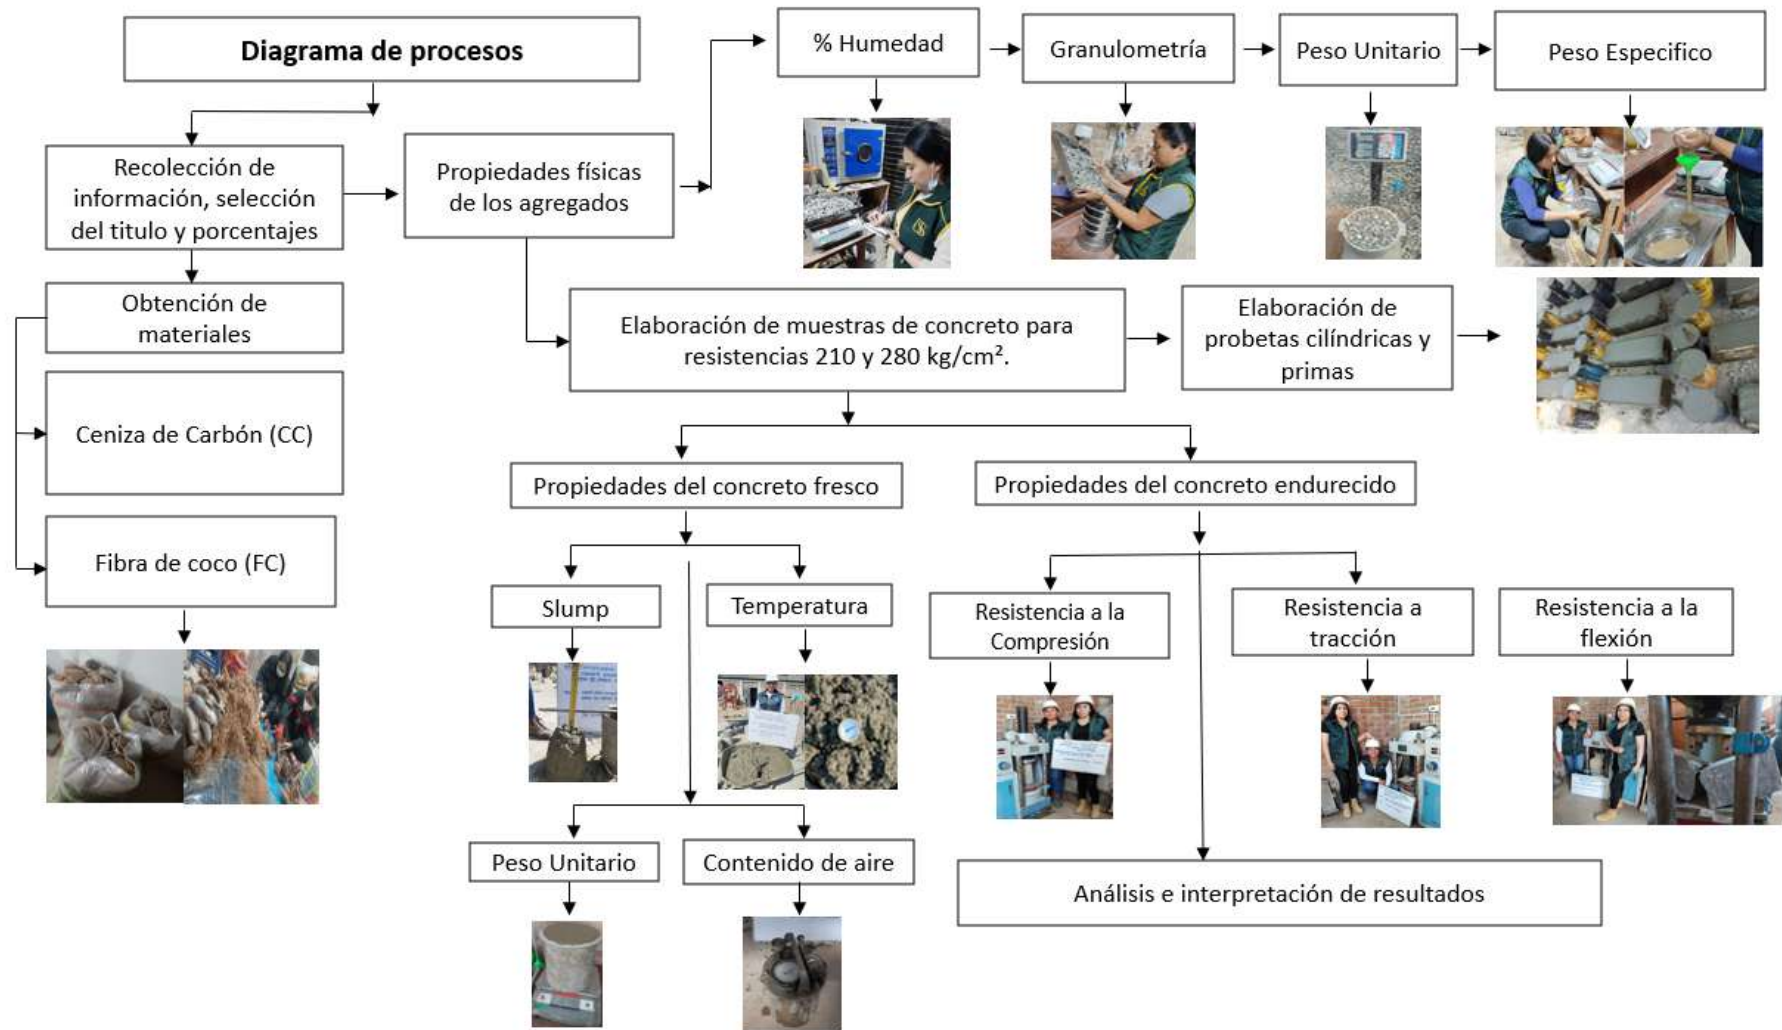 Diagrama de procesos
% Humedad
Granulometría
Peso Unitario
Peso Especifico
Recolección de
información, selección
del titulo y porcentajes
Propiedades físicas
de los agregados
Obtención de
materiales
Elaboración de muestras de concreto para
resistencias 210 y 280 kg/cm².
Elaboración de
probetas cilíndricas y
primas
Ceniza de Carbón (CC)
Fibra de coco (FC)
Propiedades del concreto fresco
Propiedades del concreto endurecido
Slump
Temperatura
Resistencia a la
Compresión
Resistencia a
tracción
Resistencia a la
flexión
Peso Unitario
Contenido de aire
Análisis e interpretación de resultados